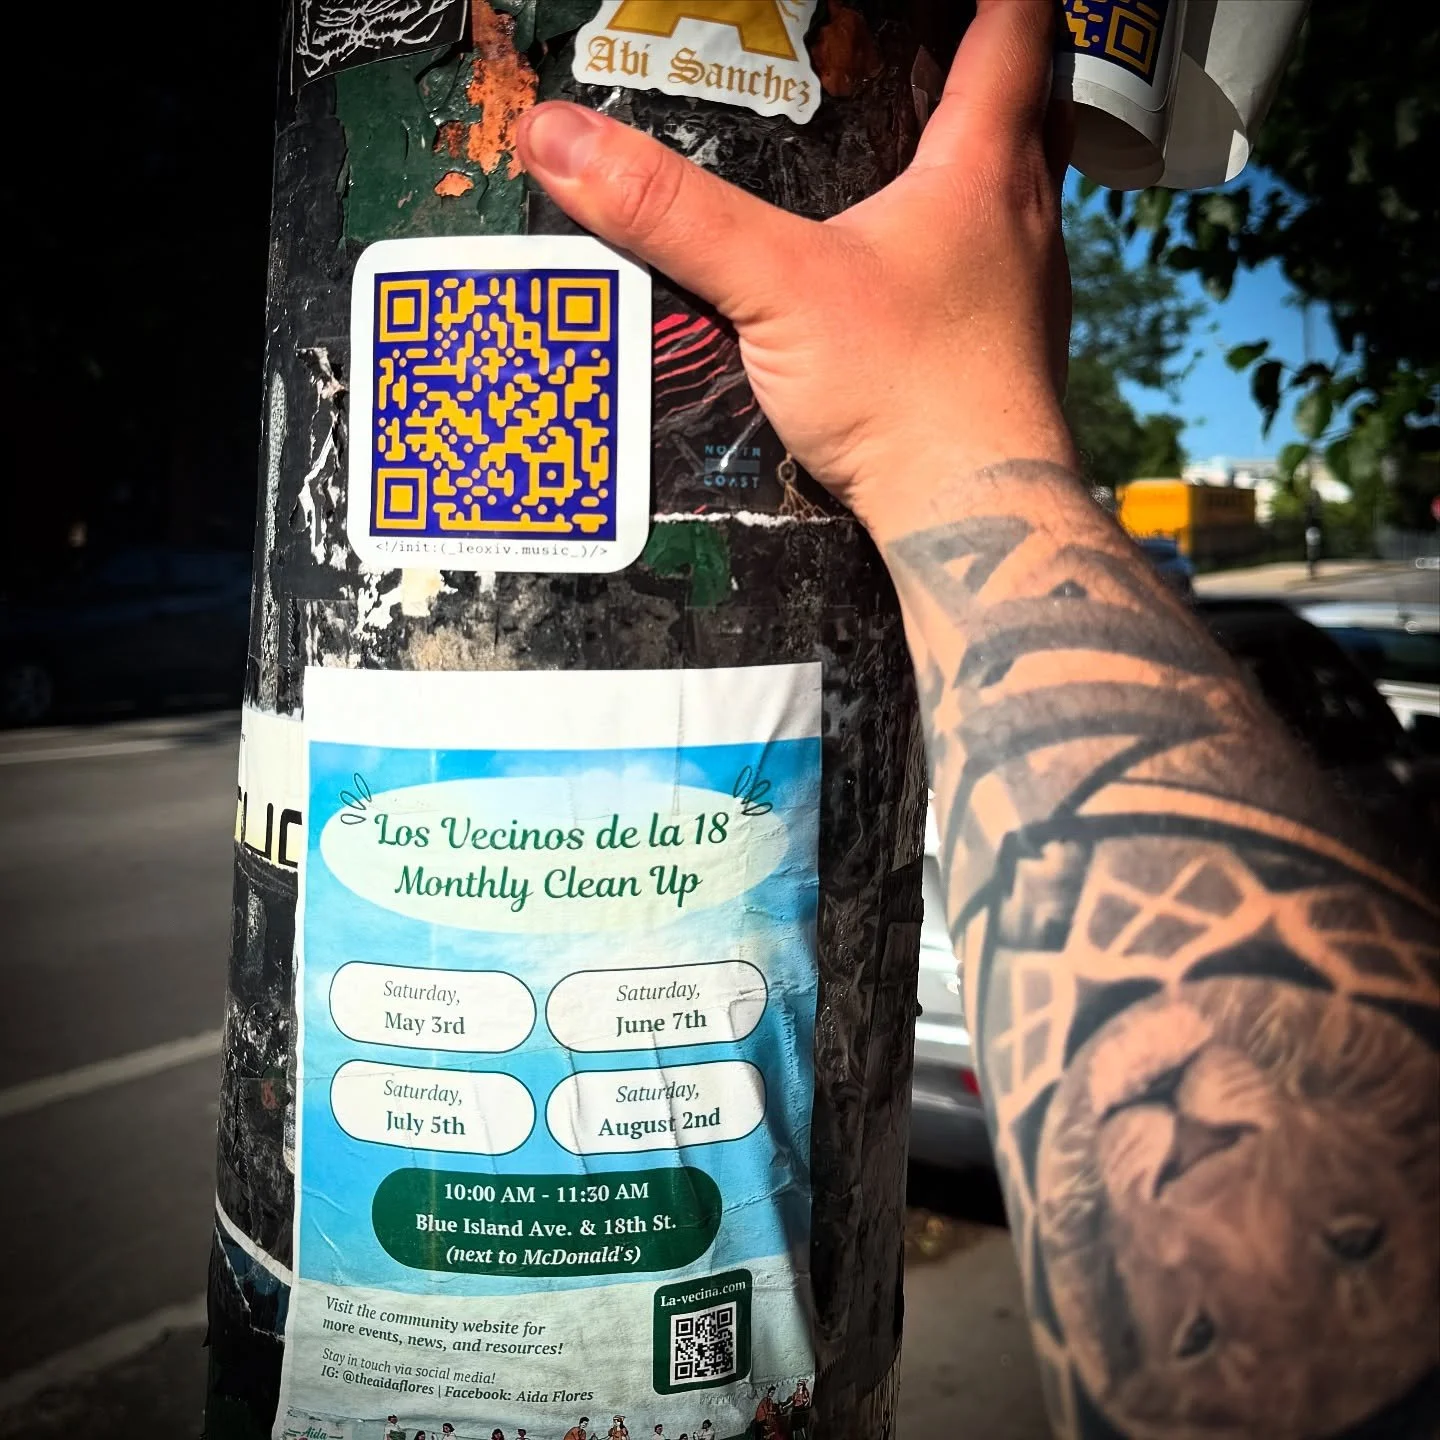 Abi Sanchez
NORTH
COAST
<!/init:(_leoxiv.music_)/>
Los Vecinos de la 18
Monthly Clean Up
Saturday,
May 3rd
Saturday,
June 7th
Saturday,
July 5th
Saturday,
August 2nd
10:00 AM - 11:30 AM
Blue Island Ave. & 18th St.
(next to McDonald's)
La-vecina.com
Visit the community website for
more events, news, and resources!
Stay in touch via social media!
IG: @theaidaflores | Facebook: Aida Flores
Aida